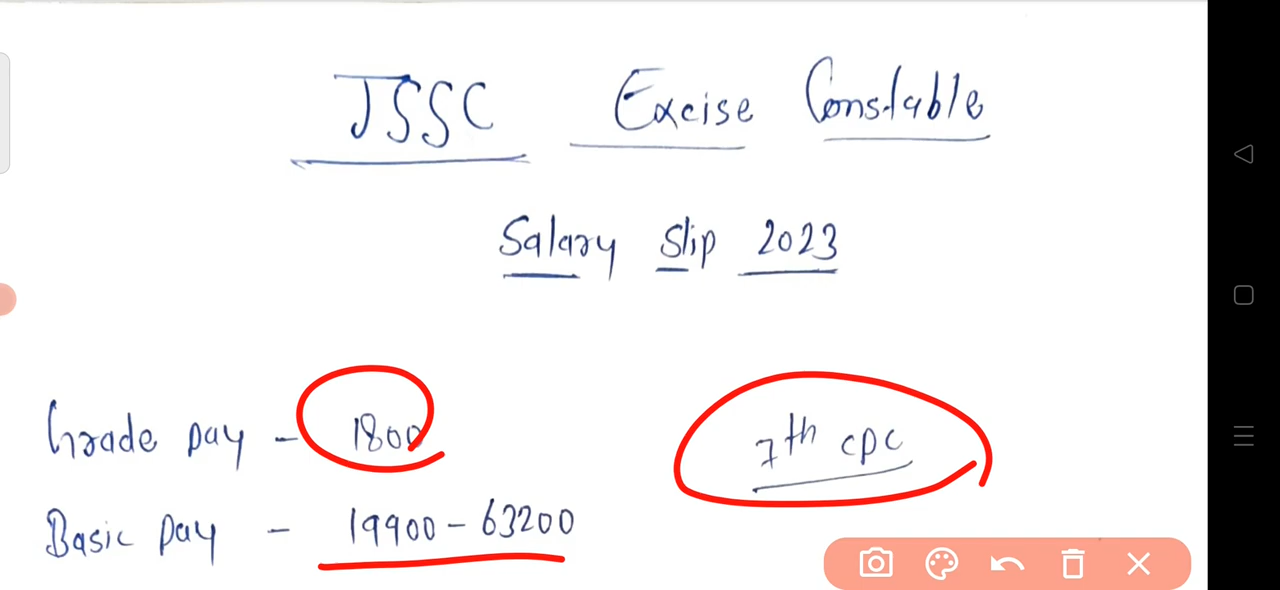 JSSC Excise Constable
Salary Slip 2023
Grade pay - 1800
7th cpc
Basic pay - 19900 - 63200